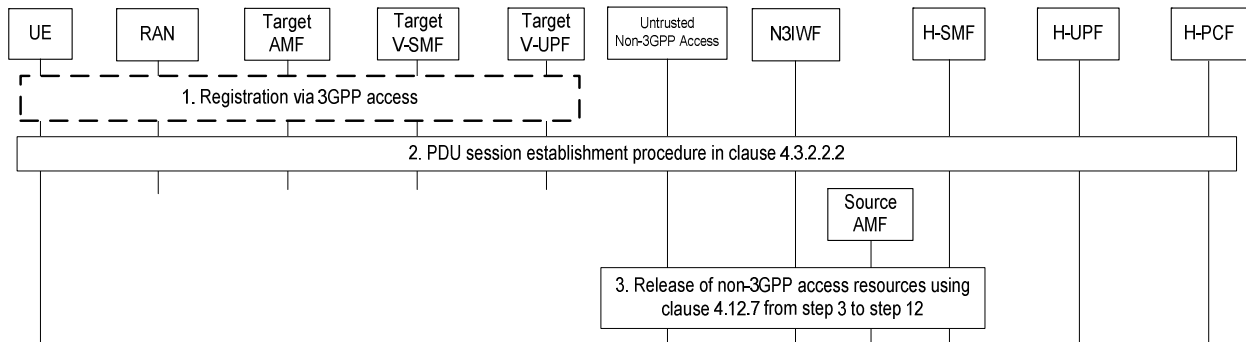 UE
RAN
Target
AMF
Target
V-SMF
Target
V-UPF
Untrusted
Non-3GPP Access
N3IWF
H-SMF
H-UPF
H-PCF
1. Registration via 3GPP access
2. PDU session establishment procedure in clause 4.3.2.2.2
Source
AMF
3. Release of non-3GPP access resources using
clause 4.12.7 from step 3 to step 12